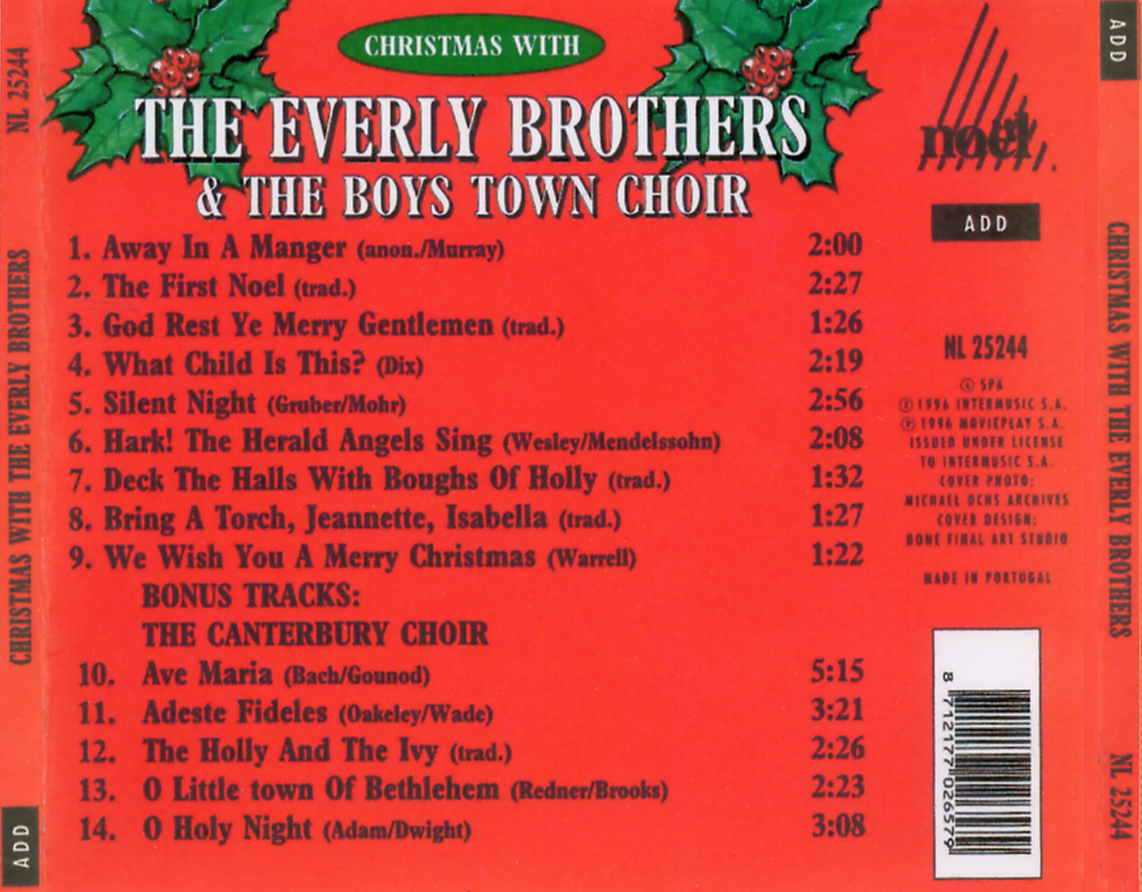 NL 25244
CHRISTMAS WITH THE EVERLY BROTHERS
ADD
CHRISTMAS WITH
THE EVERLY BROTHERS
& THE BOYS TOWN CHOIR
1. Away In A Manger (anon./Murray) 2:00
2. The First Noel (trad.) 2:27
3. God Rest Ye Merry Gentlemen (trad.) 1:26
4. What Child Is This? (Dix) 2:19
5. Silent Night (Gruber/Mohr) 2:56
6. Hark! The Herald Angels Sing (Wesley/Mendelssohn) 2:08
7. Deck The Halls With Boughs Of Holly (trad.) 1:32
8. Bring A Torch, Jeannette, Isabella (trad.) 1:27
9. We Wish You A Merry Christmas (Warrell) 1:22
BONUS TRACKS:
THE CANTERBURY CHOIR
10. Ave Maria (Bach/Gounod) 5:15
11. Adeste Fideles (Oakeley/Wade) 3:21
12. The Holly And The Ivy (trad.) 2:26
13. O Little town Of Bethlehem (Redner/Brooks) 2:23
14. O Holy Night (Adam/Dwight) 3:08
noel
ADD
NL 25244
© SPA
© 1996 INTERMUSIC S.A.
℗ 1986 MOVIEPLAY S.A.
ISSUED UNDER LICENSE
TO INTERMUSIC S.A.
COVER PHOTO:
MICHAEL OCHS ARCHIVES
COVER DESIGN:
BONE FINAL ART STUDIO
MADE IN PORTUGAL
8 712177 026579
ADD
CHRISTMAS WITH THE EVERLY BROTHERS
NL 25244